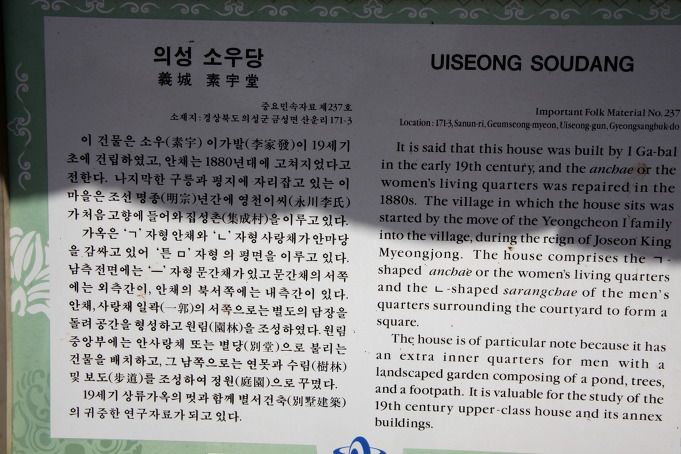 의성 소우당
義城 素宇堂
중요민속자료 제237호
소재지 : 경상북도 의성군 금성면 산운리 171-3
이 건물은 소우(素宇) 이가발(李家發)이 19세기
초에 건립하였고, 안채는 1880년대에 고쳐지었다고
전한다. 나지막한 구릉과 평지에 자리잡고 있는 이
마을은 조선 명종(明宗)년간에 영천이씨(永川李氏)
가 처음 고향에 들어와 집성촌(集成村)을 이루고 있다.
가옥은 ‘ㄱ’자형 안채와 ‘ㄴ’자형 사랑채가 안마당
을 감싸고 있어 ‘튼 ㅁ’자형 의 평면을 이루고 있다.
남측 전면에는 ‘一’자형 문간채가 있고 문간채의 서쪽
에는 외측간이, 안채의 북서쪽에는 내측간이 있다.
안채, 사랑채 일곽(一郭)의 서쪽으로는 별도의 담장을
돌려 공간을 형성하고 원림(園林)을 조성하였다. 원림
중앙부에는 안사랑채 또는 별당(別堂)으로 불리는
건물을 배치하고, 그 남쪽으로는 연못과 수림(樹林)
및 보도(步道)를 조성하여 정원(庭園)으로 꾸몄다.
19세기 상류가옥의 멋과 함께 별서건축(別墅建築)
의 귀중한 연구자료가 되고 있다.
UISEONG SOUDANG
Important Folk Material No. 237
Location : 171-3, Sanun-ri, Geumseong-myeon, Uiseong-gun, Gyeongsangbuk-do
It is said that this house was built by I Ga-bal
in the early 19th century, and the anchae or the
women's living quarters was repaired in the
1880s. The village in which the house sits was
started by the move of the Yeongcheon I family
into the village, during the reign of Joseon King
Myeongjong. The house comprises the ㄱ-
shaped anchae or the women's living quarters
and the ㄴ-shaped sarangchae of the men's
quarters surrounding the courtyard to form a
square.
The house is of particular note because it has
an extra inner quarters for men with a
landscaped garden composing of a pond, trees,
and a footpath. It is valuable for the study of the
19th century upper-class house and its annex
buildings.